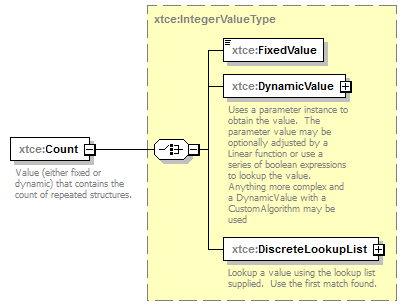 xtce:IntegerValueType
xtce:FixedValue
xtce:DynamicValue
Uses a parameter instance to
obtain the value.  The
parameter value may be
optionally adjusted by a
Linear function or use a
series of boolean expressions
to lookup the value.
Anything more complex and
a DynamicValue with a
CustomAlgorithm may be
used
xtce:Count
Value (either fixed or
dynamic) that contains the
count of repeated structures.
xtce:DiscreteLookupList
Lookup a value using the lookup list
supplied.  Use the first match found.